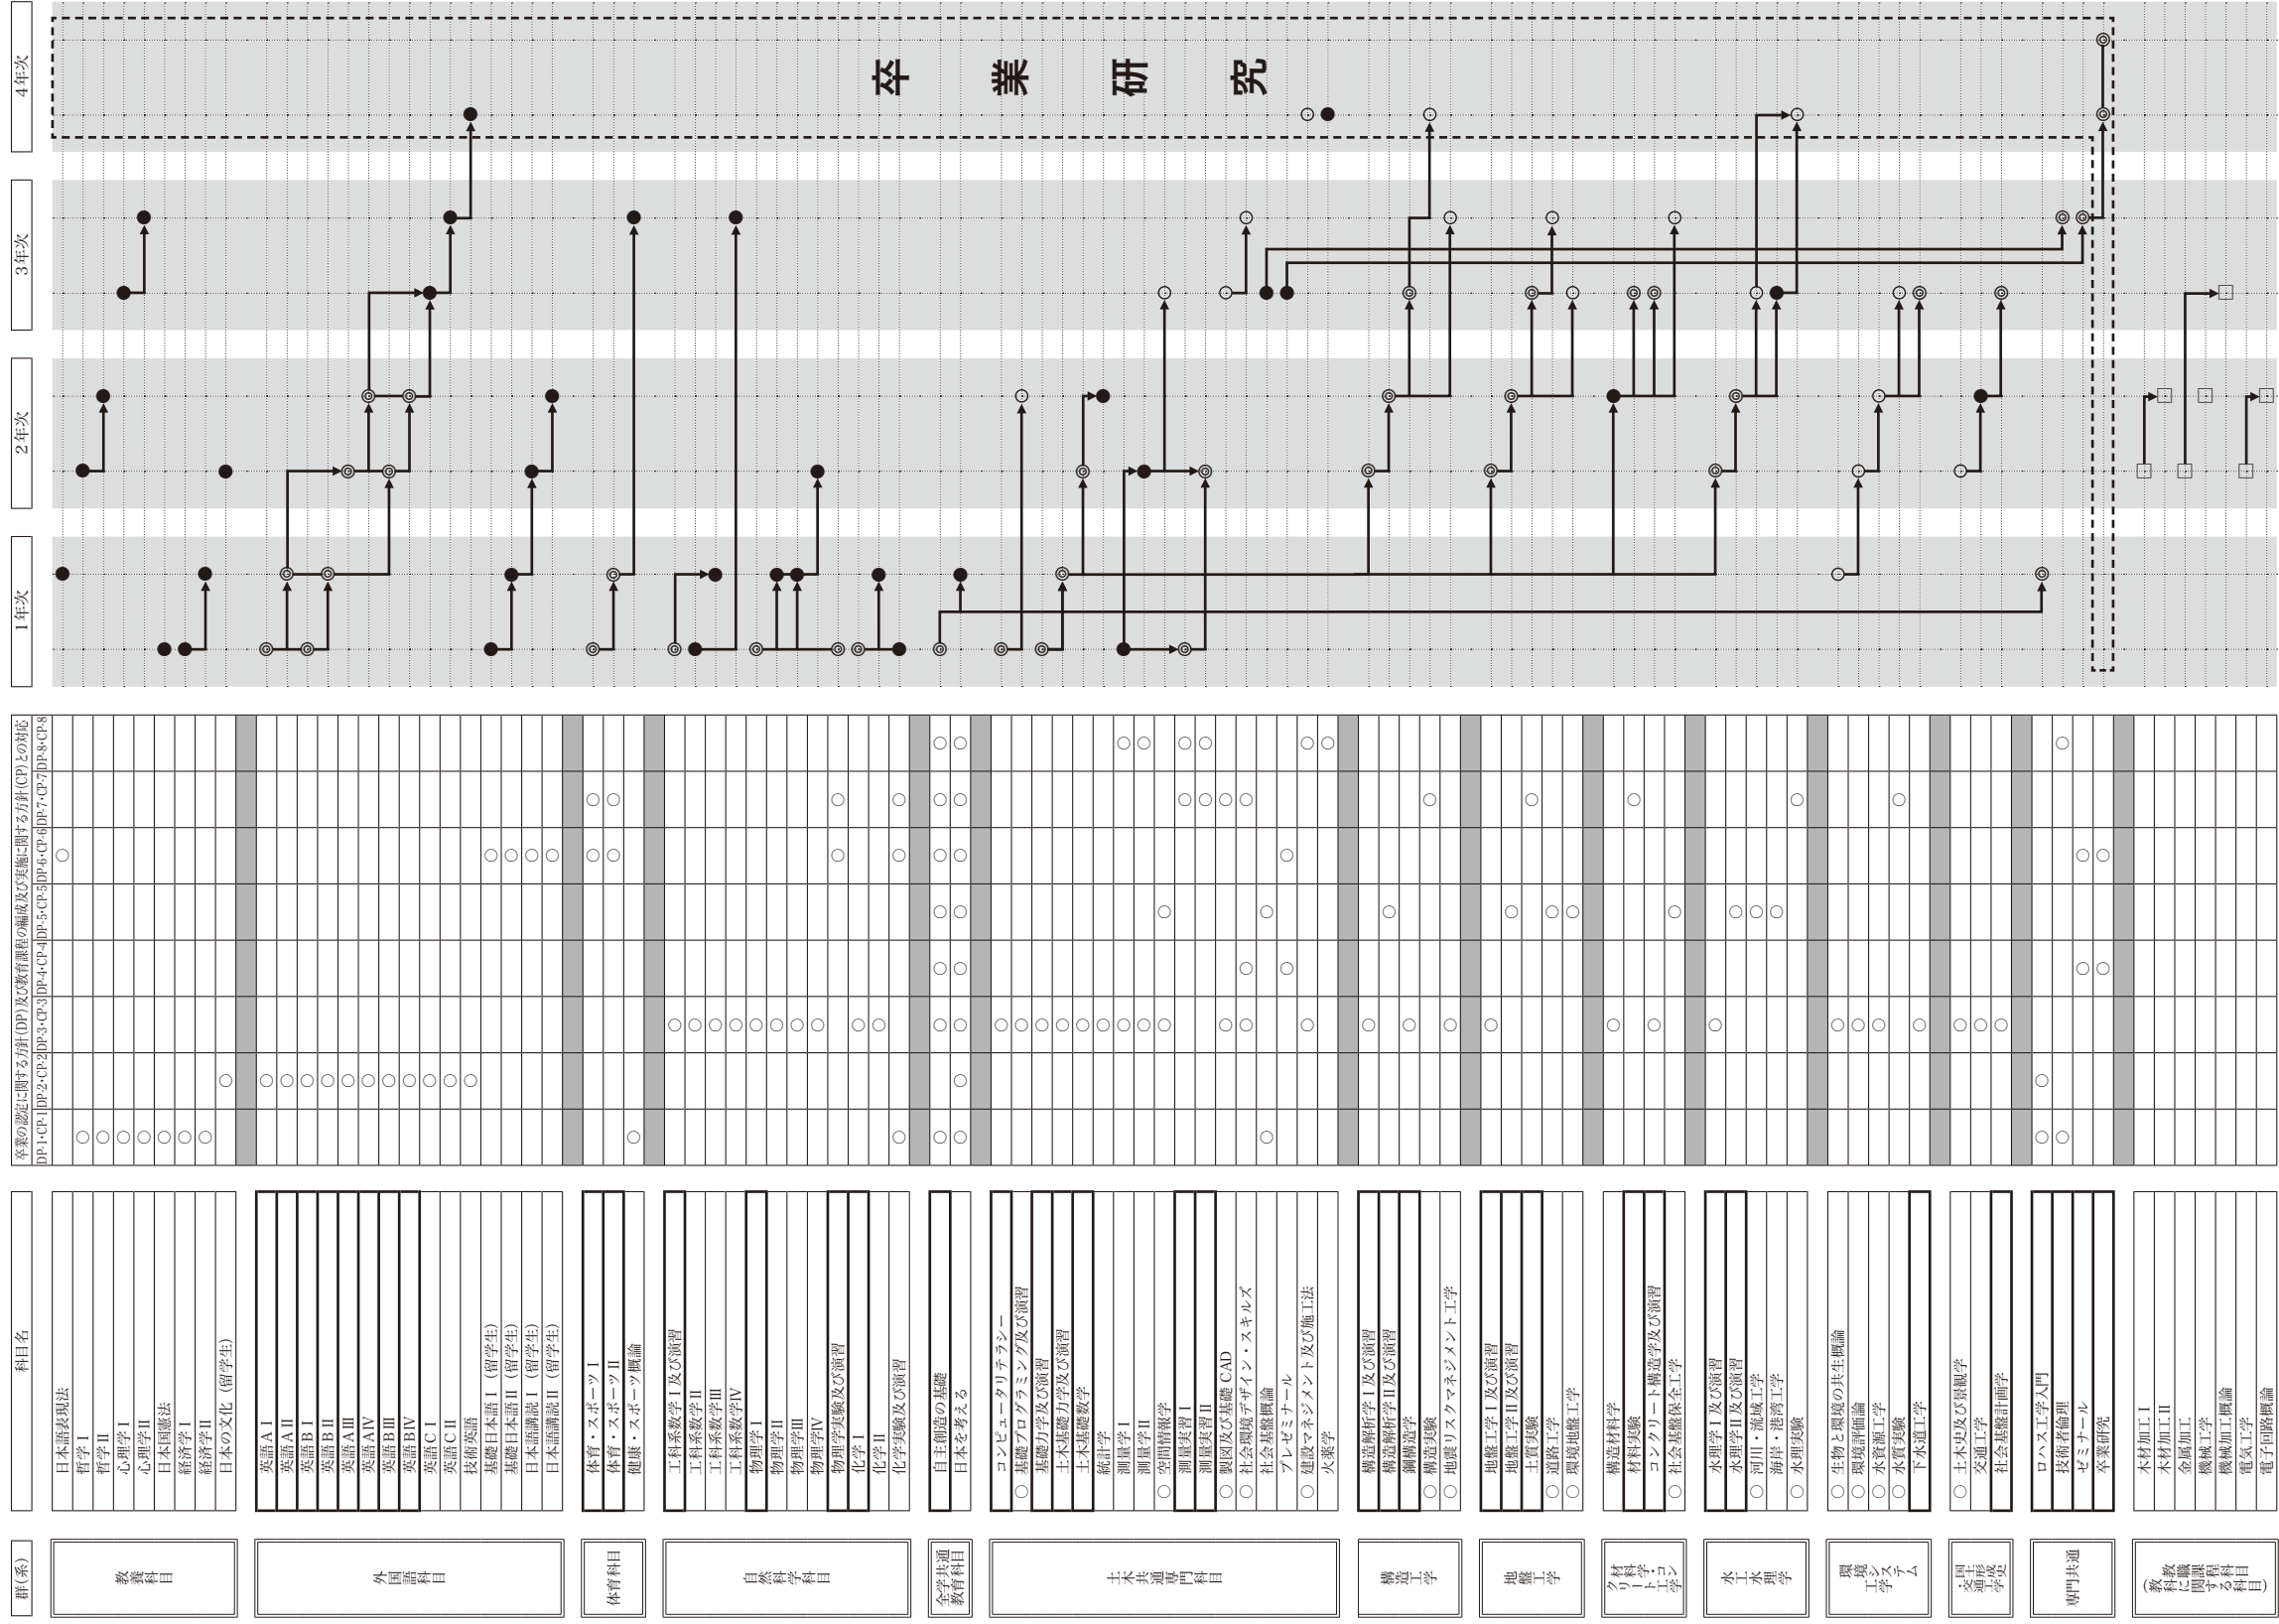 群(系)
科目名
卒業の認定に関する方針(DP)及び教育課程の編成及び実施に関する方針(CP)との対応
DP-1・CP-1
DP-2・CP-2
DP-3・CP-3
DP-4・CP-4
DP-5・CP-5
DP-6・CP-6
DP-7・CP-7
DP-8・CP-8
1年次
2年次
3年次
4年次
卒業研究
教養科目
日本語表現法
哲学Ⅰ
哲学Ⅱ
心理学Ⅰ
心理学Ⅱ
日本国憲法
経済学Ⅰ
経済学Ⅱ
日本の文化(留学生)
外国語科目
英語AⅠ
英語AⅡ
英語BⅠ
英語BⅡ
英語AⅢ
英語AⅣ
英語BⅢ
英語BⅣ
英語CⅠ
英語CⅡ
技術英語
基礎日本語Ⅰ(留学生)
基礎日本語Ⅱ(留学生)
日本語講読Ⅰ(留学生)
日本語講読Ⅱ(留学生)
体育科目
体育・スポーツⅠ
体育・スポーツⅡ
健康・スポーツ概論
自然科学科目
工科系数学Ⅰ及び演習
工科系数学Ⅱ
工科系数学Ⅲ
工科系数学Ⅳ
物理学Ⅰ
物理学Ⅱ
物理学Ⅲ
物理学Ⅳ
物理学実験及び演習
化学Ⅰ
化学Ⅱ
化学実験及び演習
全学共通
教育科目
自主創造の基礎
日本を考える
土木共通専門科目
コンピュータリテラシー
○基礎プログラミング及び演習
基礎力学及び演習
土木基礎力学及び演習
土木基礎数学
統計学
測量学Ⅰ
測量学Ⅱ
○空間情報学
測量実習Ⅰ
測量実習Ⅱ
○製図及び基礎CAD
○社会環境デザイン・スキルズ
社会基盤概論
プレゼミナール
○建設マネジメント及び施工法
火薬学
構造工学
構造解析学Ⅰ及び演習
構造解析学Ⅱ及び演習
鋼構造学
○構造実験
○地震リスクマネジメント工学
地盤工学
地盤工学Ⅰ及び演習
地盤工学Ⅱ及び演習
土質実験
○道路工学
○環境地盤工学
材料・コン
クリート工学
構造材料学
材料実験
コンクリート構造学及び演習
○社会基盤保全工学
水工水理学
水理学Ⅰ及び演習
水理学Ⅱ及び演習
○河川・流域工学
海岸・港湾工学
○水理実験
環境システム
工学
○生物と環境の共生概論
○環境評価論
○水資源工学
○水質実験
下水道工学
国土形成史
・交通工学
○土木史及び景観学
交通工学
社会基盤計画学
専門共通
ロハス工学入門
技術者倫理
ゼミナール
卒業研究
教職課程科目
(教科に関する科目)
木材加工Ⅰ
木材加工Ⅱ
金属加工
機械工学
機械加工概論
電気工学
電子回路概論